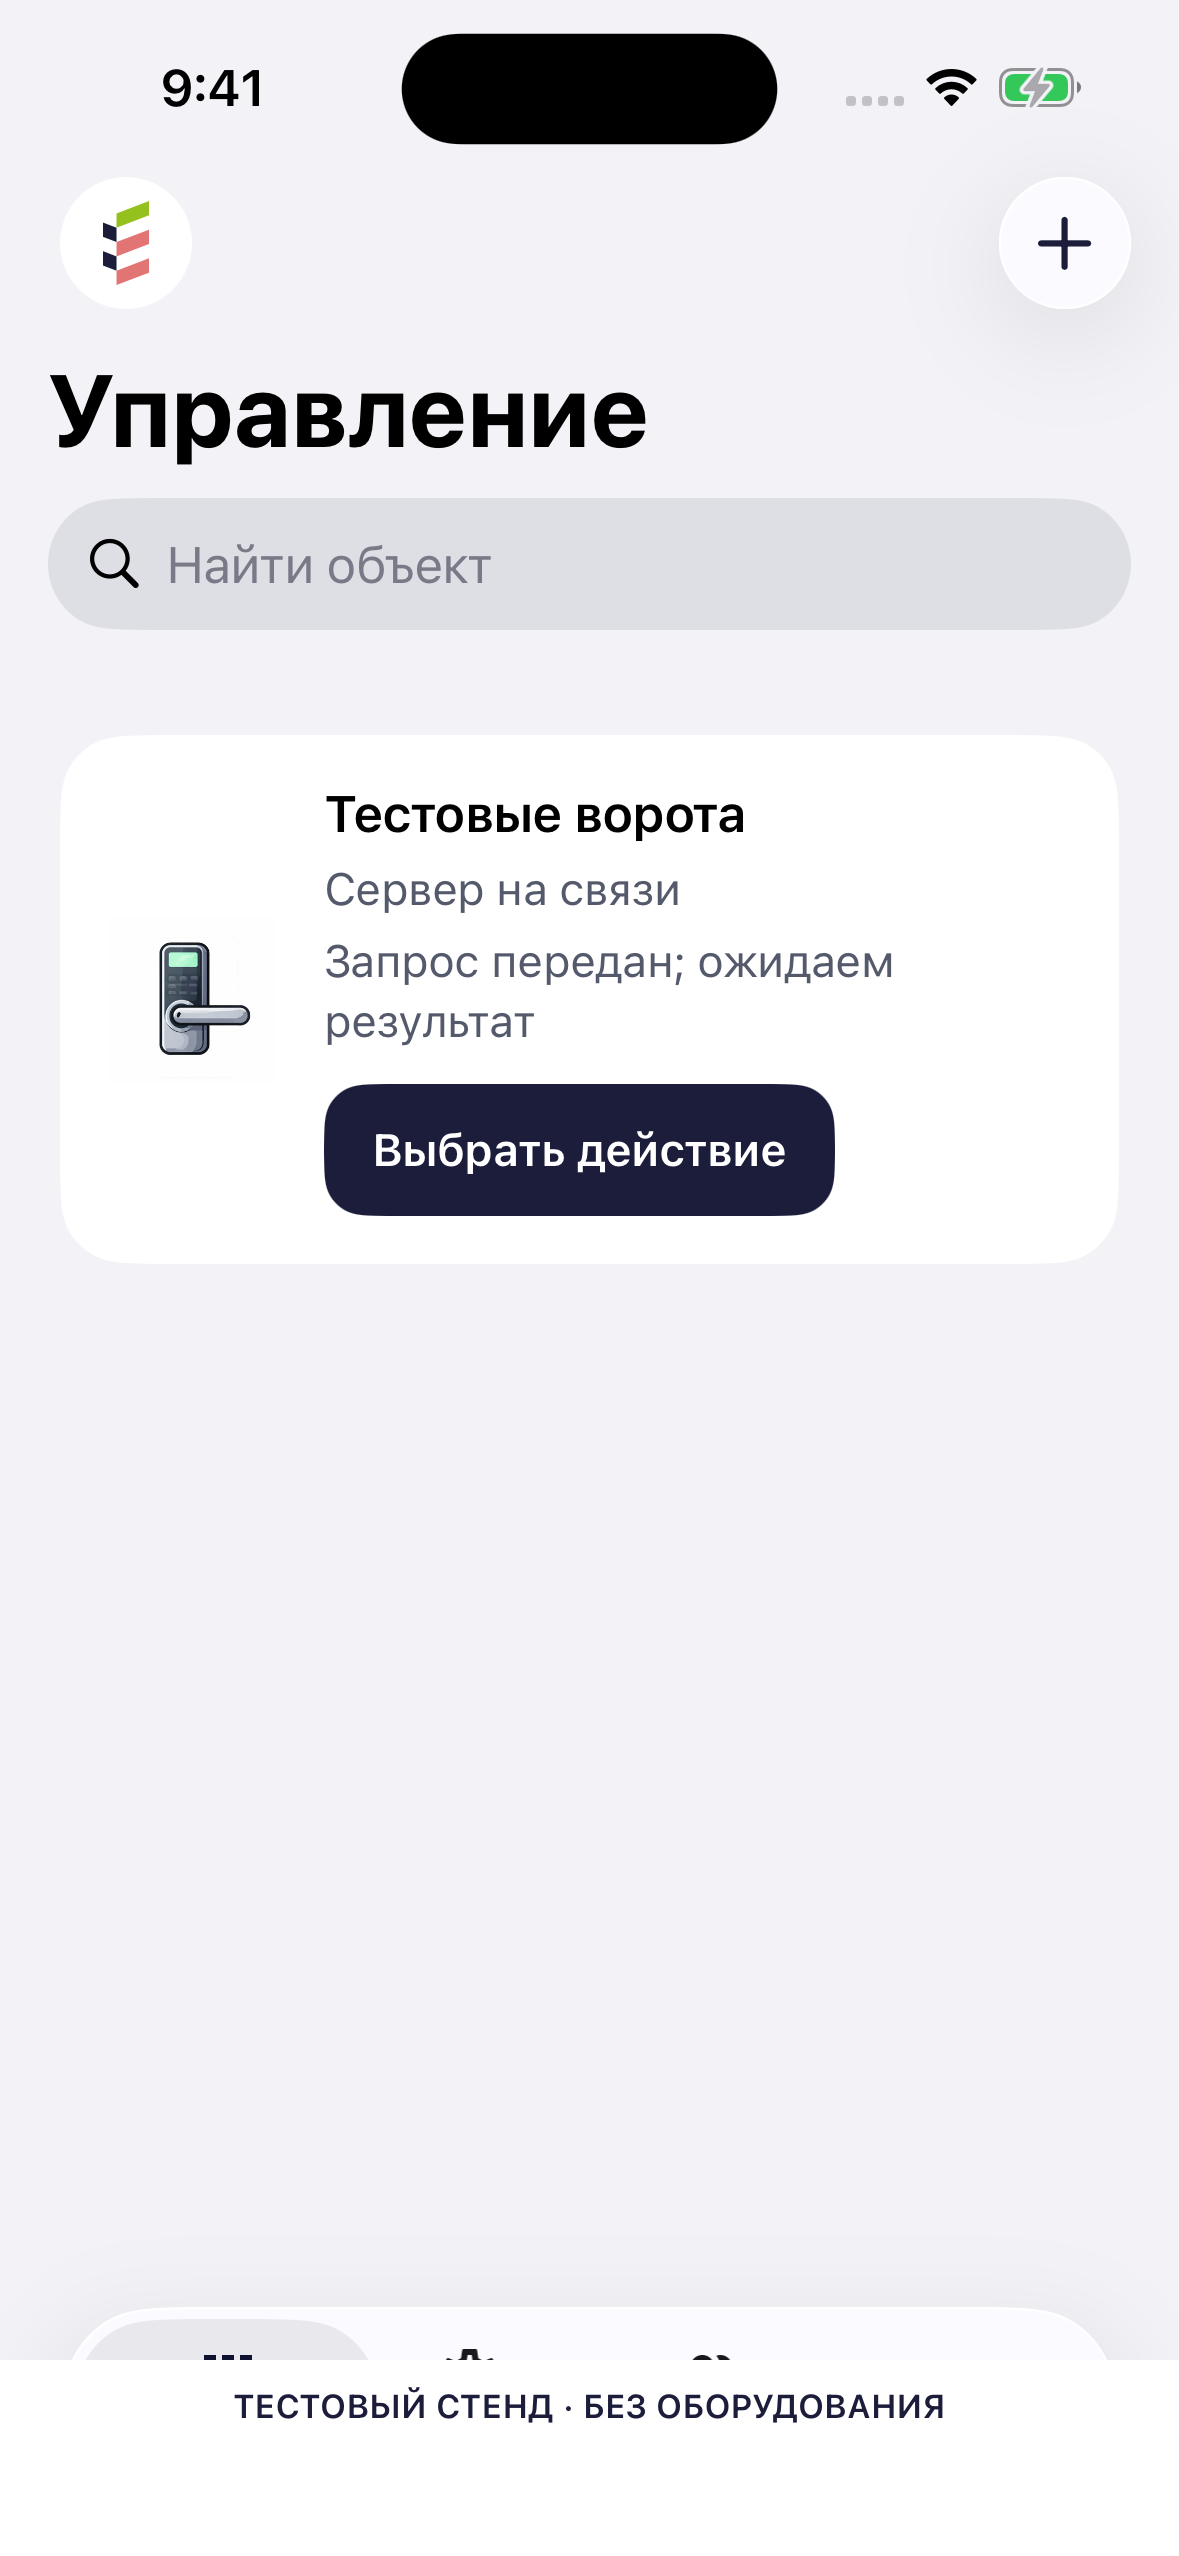 9:41
Управление
Найти объект
Тестовые ворота
Сервер на связи
Запрос передан; ожидаем
результат
Выбрать действие
ТЕСТОВЫЙ СТЕНД · БЕЗ ОБОРУДОВАНИЯ